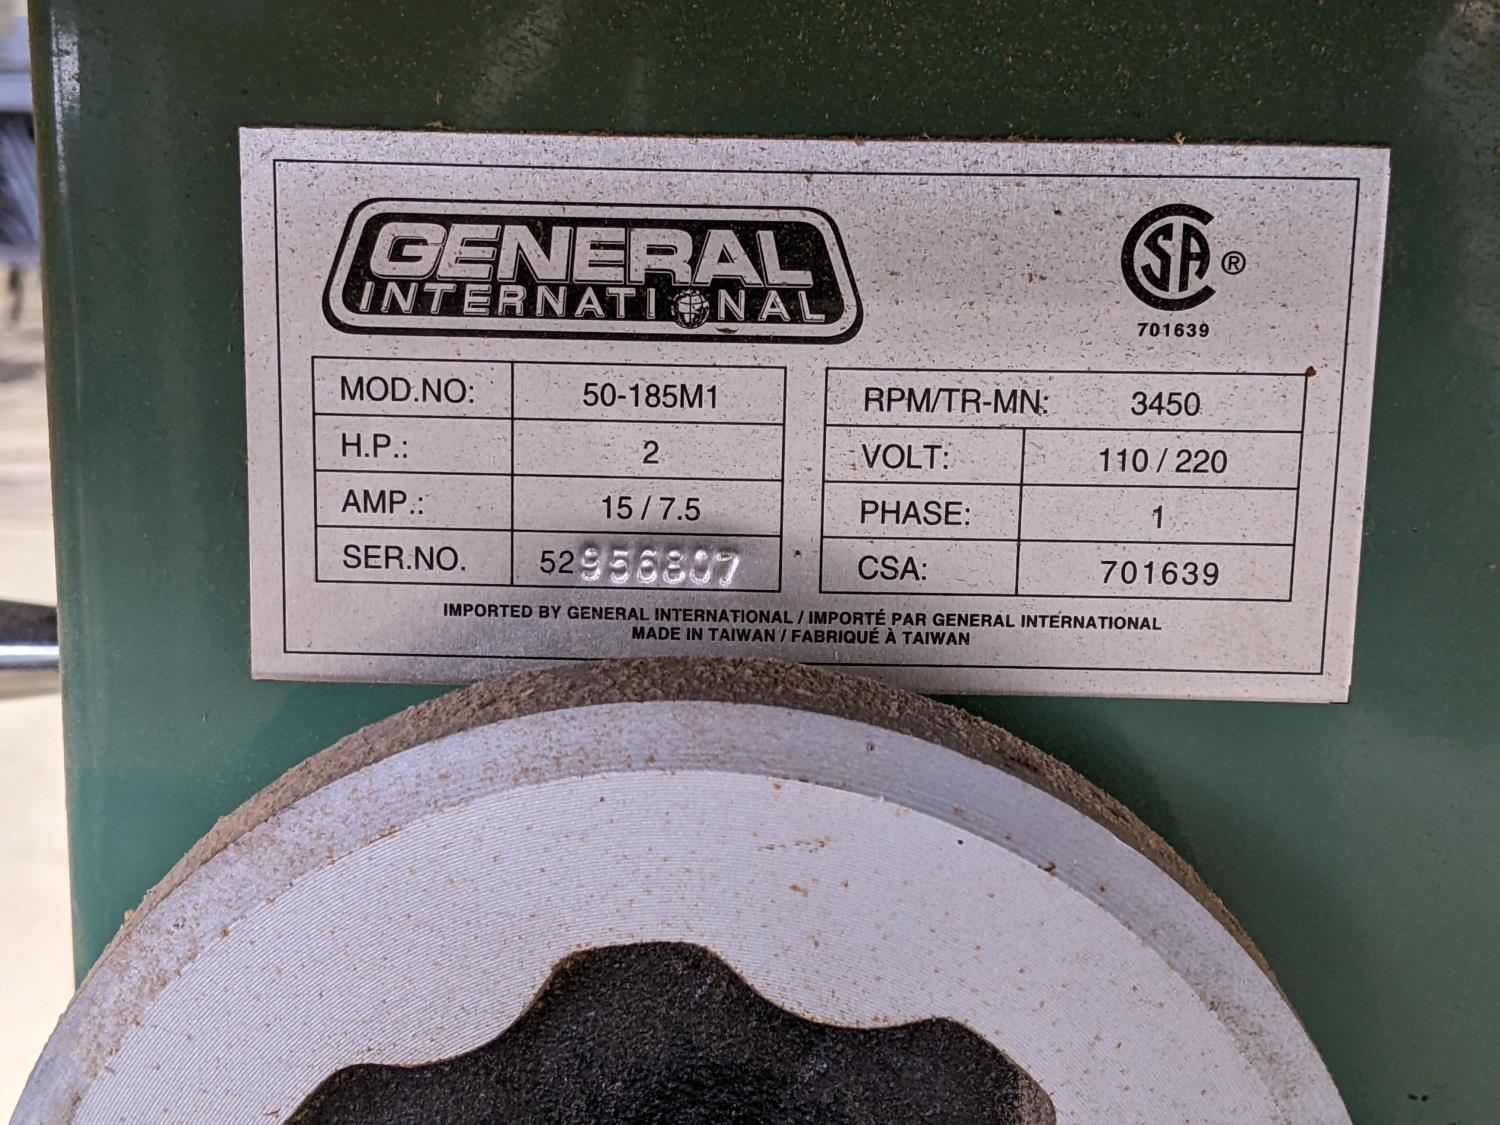 GENERAL
INTERNATIONAL
CSA ®
701639
MOD.NO: 50-185M1
H.P.: 2
AMP.: 15 / 7.5
SER.NO. 52956807
RPM/TR-MN: 3450
VOLT: 110 / 220
PHASE: 1
CSA: 701639
IMPORTED BY GENERAL INTERNATIONAL / IMPORTÉ PAR GENERAL INTERNATIONAL
MADE IN TAIWAN / FABRIQUÉ À TAIWAN